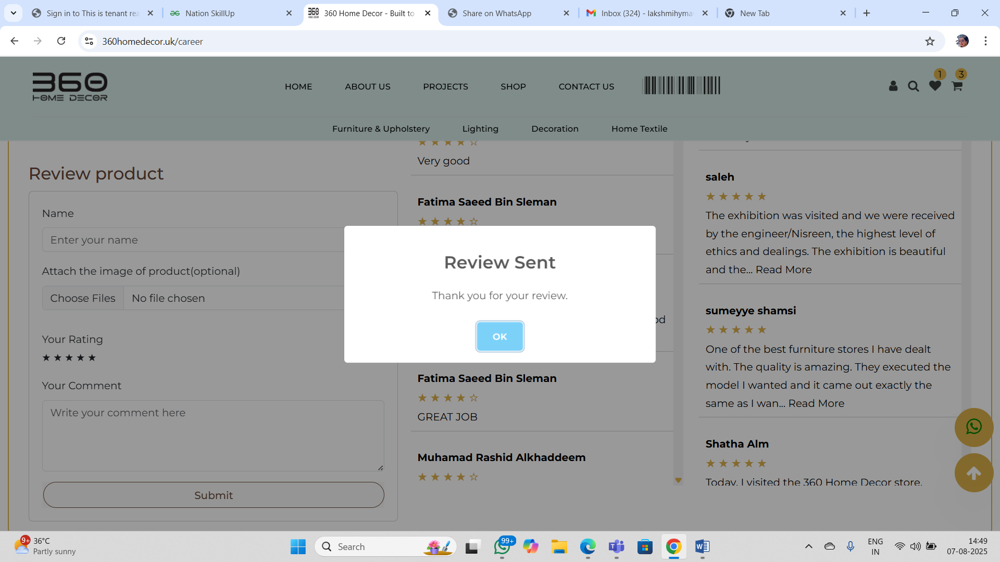 Sign in to This is tenant rea
Nation SkillUp
360 Home Decor - Built to
Share on WhatsApp
Inbox (324) - lakshmihyma
New Tab
360homedecor.uk/career
360
HOME DECOR
HOME
ABOUT US
PROJECTS
SHOP
CONTACT US
1
3
Furniture & Upholstery
Lighting
Decoration
Home Textile
Review product
Name
Enter your name
Attach the image of product(optional)
Choose Files
No file chosen
Your Rating
Your Comment
Write your comment here
Submit
Very good
Fatima Saeed Bin Sleman
Fatima Saeed Bin Sleman
GREAT JOB
Muhamad Rashid Alkhaddeem
saleh
The exhibition was visited and we were received
by the engineer/Nisreen, the highest level of
ethics and dealings. The exhibition is beautiful
and the... Read More
sumeyye shamsi
One of the best furniture stores I have dealt
with. The quality is amazing. They executed the
model I wanted and it came out exactly the
same as I wan... Read More
Shatha Alm
Today, I visited the 360 Home Decor store.
Review Sent
Thank you for your review.
OK
9+
36°C
Partly sunny
Search
99+
ENG
IN
14:49
07-08-2025